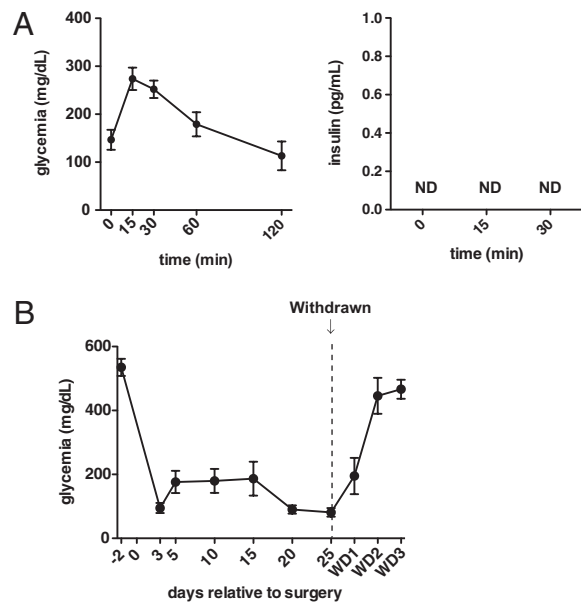 A
glycemia (mg/dL)
400
300
200
100
0
0 15 30 60 120
time (min)
insulin (pg/mL)
1.0
0.8
0.6
0.4
0.2
0.0
ND ND ND
0 15 30
time (min)
B
Withdrawn
glycemia (mg/dL)
600
400
200
0
-2 0 3 5 10 15 20 25 WD1 WD2 WD3
days relative to surgery